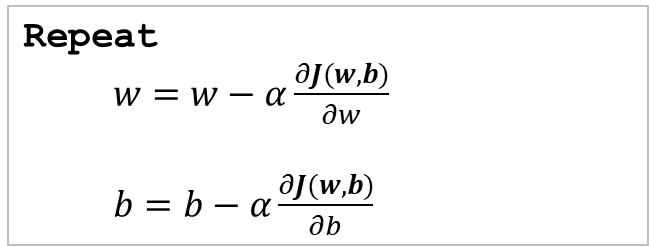 Repeat
w = w − α ∂J(w,b)/∂w
b = b − α ∂J(w,b)/∂b